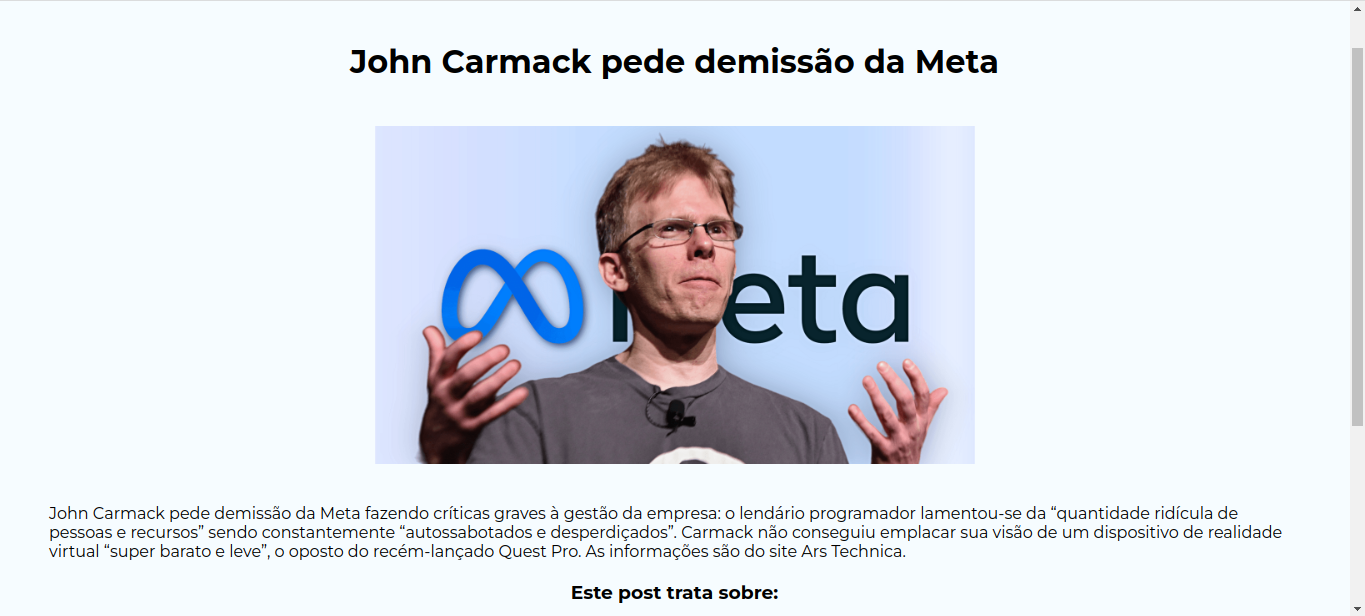 John Carmack pede demissão da Meta
Meta
John Carmack pede demissão da Meta fazendo críticas graves à gestão da empresa: o lendário programador lamentou-se da “quantidade ridícula de
pessoas e recursos” sendo constantemente “autossabotados e desperdiçados”. Carmack não conseguiu emplacar sua visão de um dispositivo de realidade
virtual “super barato e leve”, o oposto do recém-lançado Quest Pro. As informações são do site Ars Technica.
Este post trata sobre: